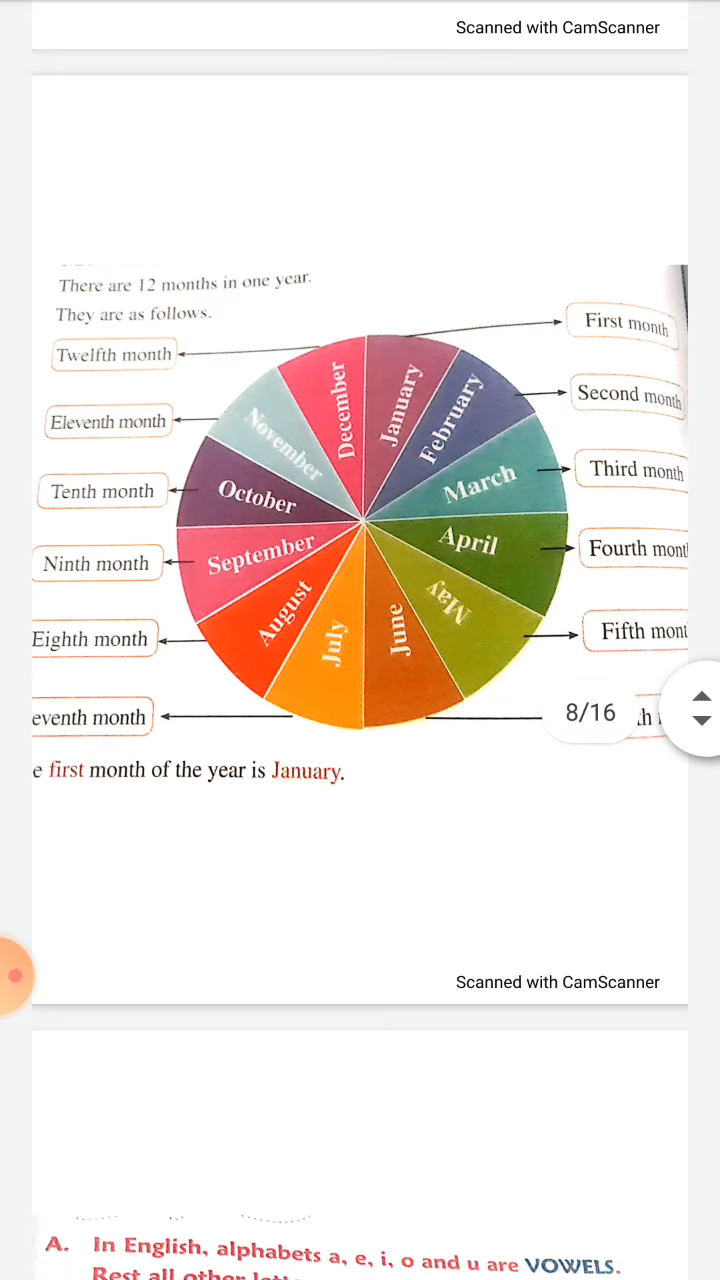 Scanned with CamScanner
There are 12 months in one year.
They are as follows.
First month
Twelfth month
Second month
Eleventh month
Third month
Tenth month
Fourth mont
Ninth month
Fifth mont
Eighth month
eventh month
8/16
December
January
February
November
March
October
April
September
May
August
July
June
e first month of the year is January.
Scanned with CamScanner
A. In English, alphabets a, e, i, o and u are VOWELS.
Rest all other